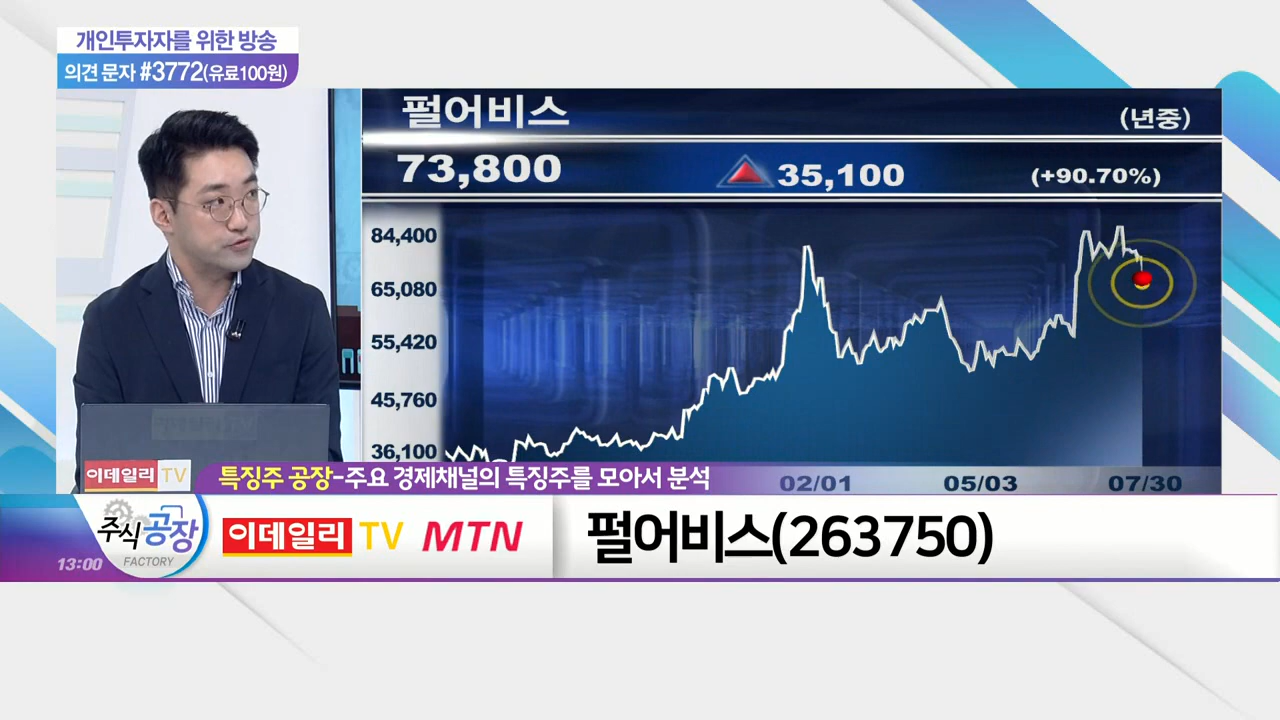 개인투자자를 위한 방송
의견 문자 #3772(유료100원)
펄어비스
(년중)
73,800
35,100
(+90.70%)
84,400
65,080
55,420
45,760
36,100
02/01
05/03
07/30
이데일리 TV
특징주 공장-주요 경제채널의 특징주를 모아서 분석
주식공장
FACTORY
13:00
이데일리 TV MTN
펄어비스(263750)